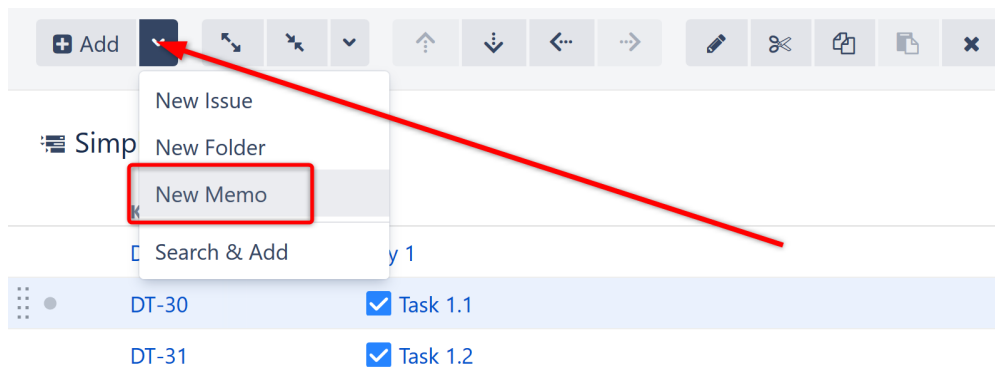 Add
New Issue
Simp
New Folder
New Memo
K
Search & Add
y 1
DT-30 Task 1.1
DT-31 Task 1.2